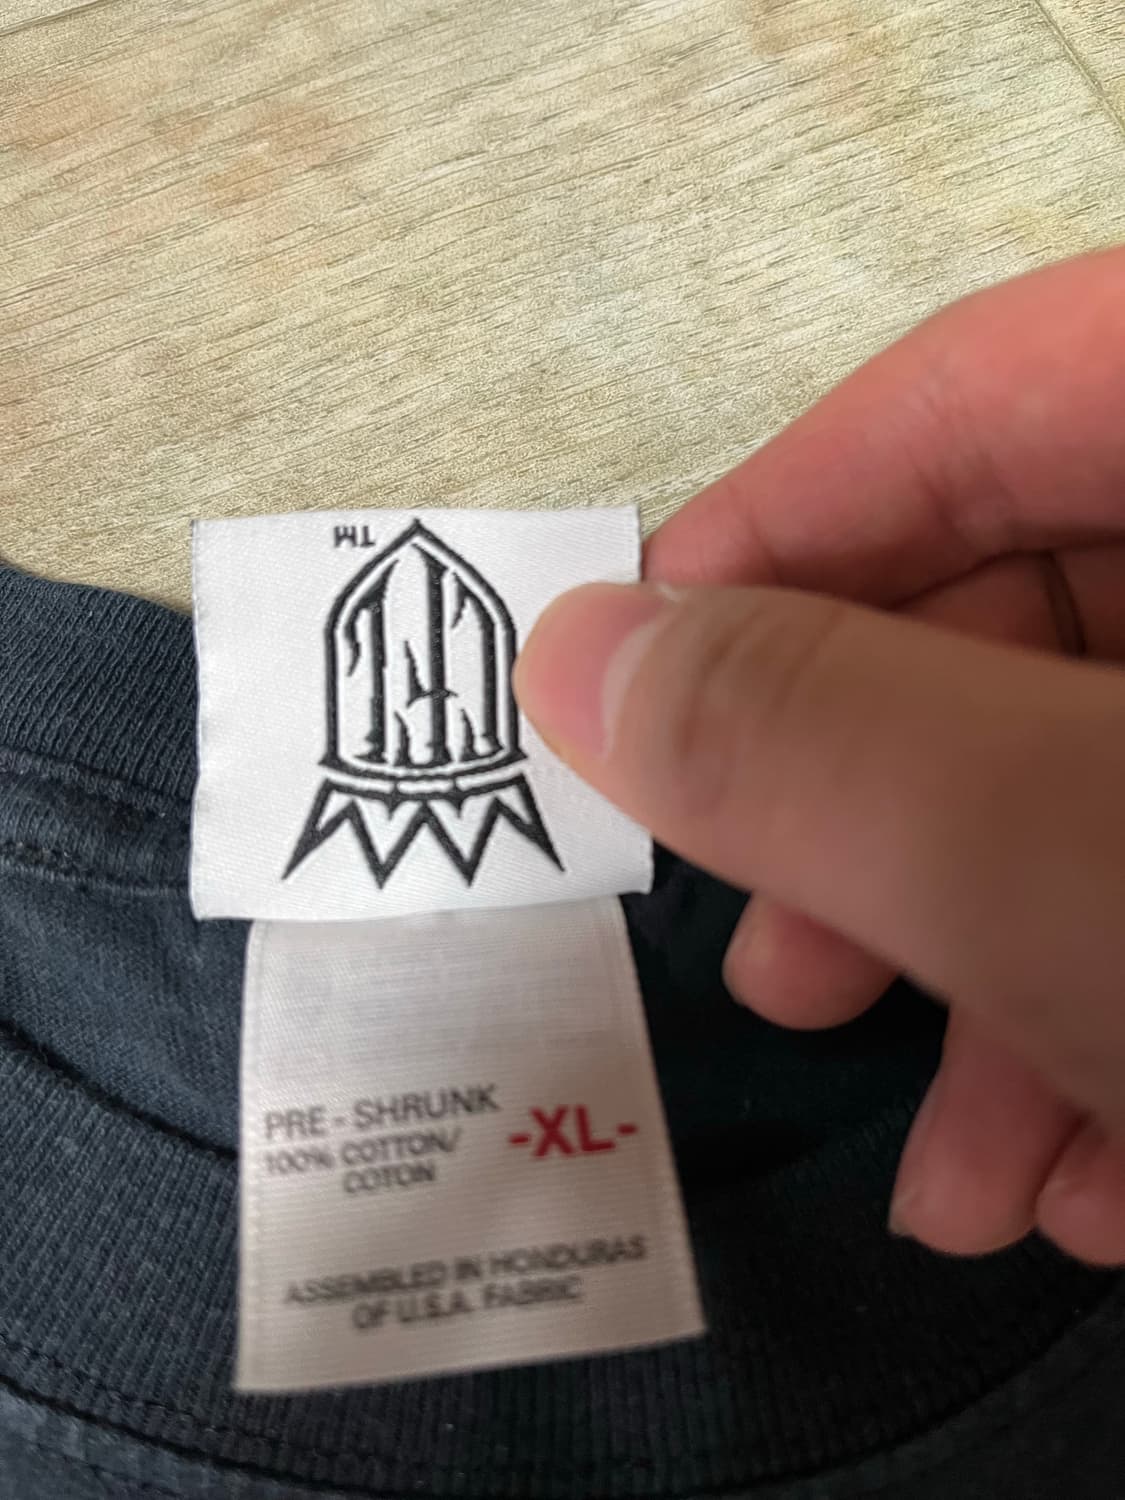 TM
PRE - SHRUNK
100% COTTON/
COTON
-XL-
ASSEMBLED IN HONDURAS
OF U.S.A. FABRIC